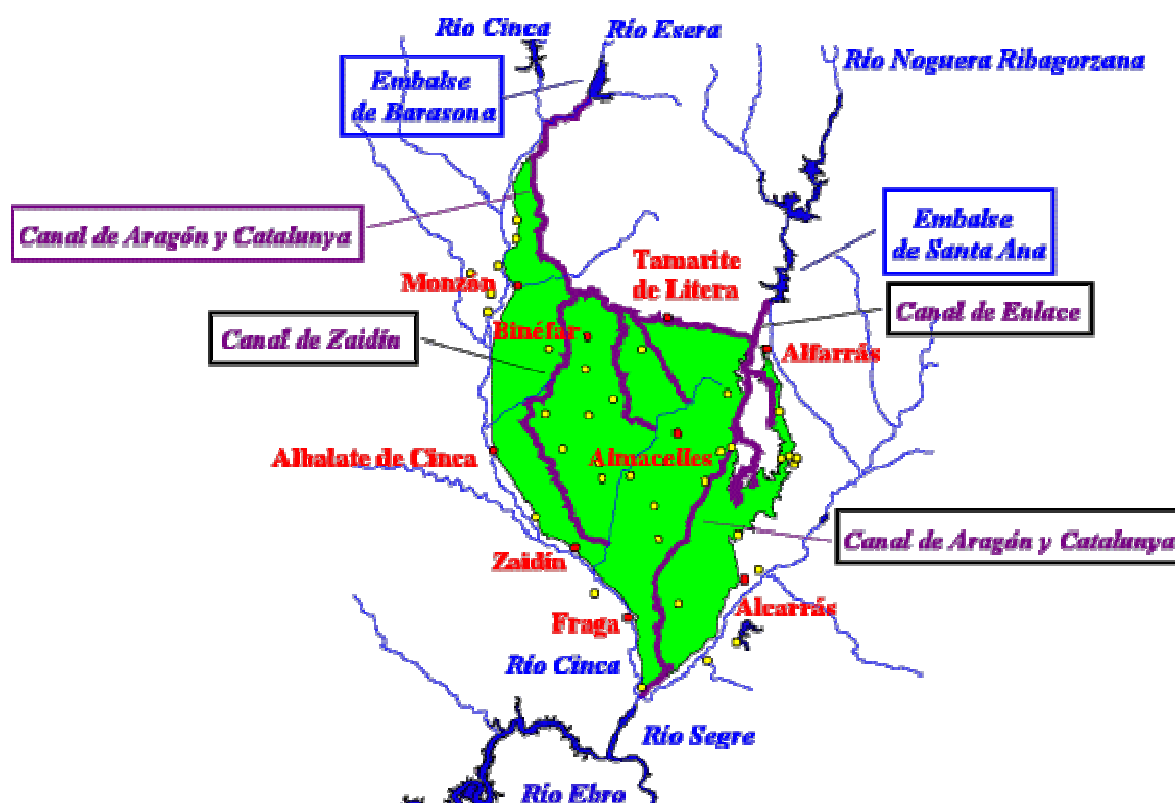 Río Cinca
Río Esera
Río Noguera Ribagorzana
Embalse
de Barasona
Canal de Aragón y Catalunya
Embalse
de Santa Ana
Tamarite
de Litera
Monzón
Canal de Enlace
Binéfar
Canal de Zaidín
Alfarrás
Albalate de Cinca
Almacelles
Canal de Aragón y Catalunya
Zaidín
Alcarrás
Fraga
Río Cinca
Río Segre
Río Ebro